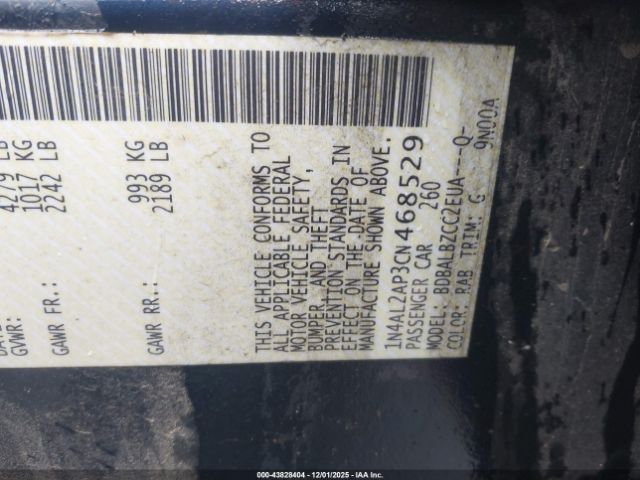 GVWR: 4279 LB
1017 KG
GAWR FR.: 2242 LB
993 KG
GAWR RR.: 2189 LB
THIS VEHICLE CONFORMS TO
ALL APPLICABLE FEDERAL
MOTOR VEHICLE SAFETY,
BUMPER AND THEFT
PREVENTION STANDARDS IN
EFFECT ON THE DATE OF
MANUFACTURE SHOWN ABOVE.
1N4AL2AP3CN468529
PASSENGER CAR 260
MODEL: BDBALBZCC2EUA----Q-
COLOR: RAB TRIM: G 9N00A
000-43828404 - 12/01/2025 - IAA Inc.